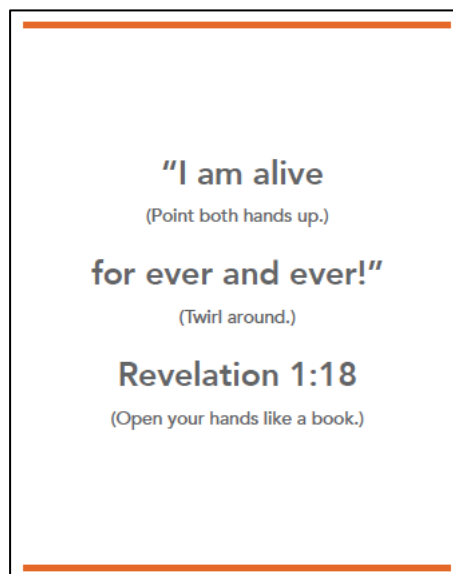 “I am alive
(Point both hands up.)
for ever and ever!”
(Twirl around.)
Revelation 1:18
(Open your hands like a book.)